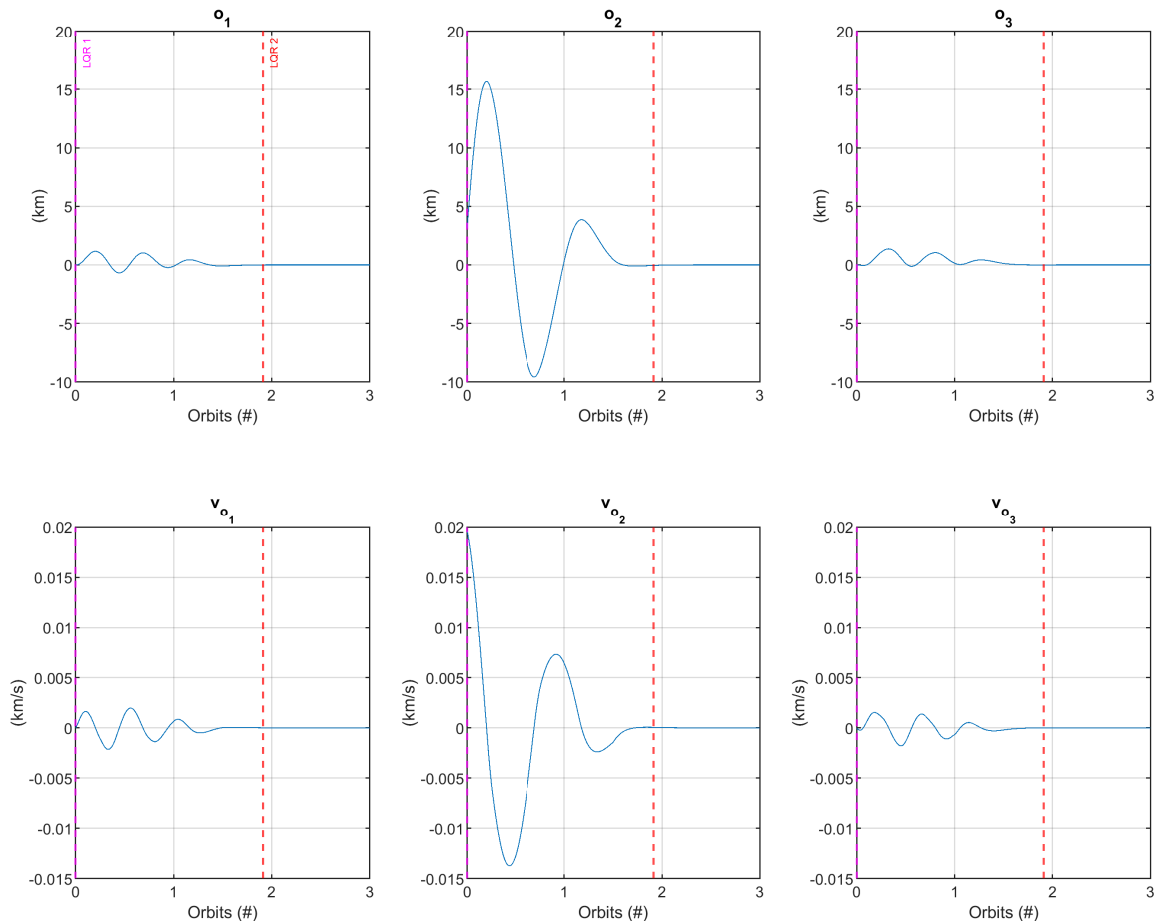 o1
20
15
10
5
0
-5
-10
(km)
LQR 1
LQR 2
0 1 2 3
Orbits (#)
o2
20
15
10
5
0
-5
-10
(km)
0 1 2 3
Orbits (#)
o3
20
15
10
5
0
-5
-10
(km)
0 1 2 3
Orbits (#)
vo1
0.02
0.015
0.01
0.005
0
-0.005
-0.01
-0.015
(km/s)
0 1 2 3
Orbits (#)
vo2
0.02
0.015
0.01
0.005
0
-0.005
-0.01
-0.015
(km/s)
0 1 2 3
Orbits (#)
vo3
0.02
0.015
0.01
0.005
0
-0.005
-0.01
-0.015
(km/s)
0 1 2 3
Orbits (#)